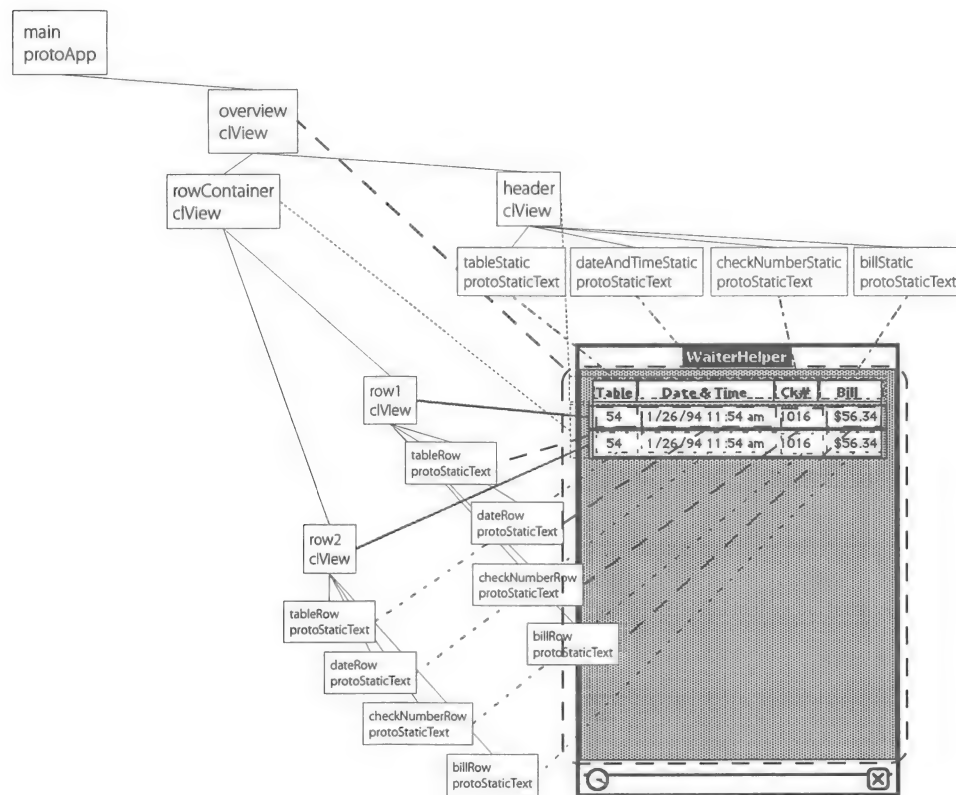 main
protoApp
overview
clView
rowContainer
clView
header
clView
tableStatic
protoStaticText
dateAndTimeStatic
protoStaticText
checkNumberStatic
protoStaticText
billStatic
protoStaticText
WaiterHelper
Table Date & Time Ck# Bill
54 1/26/94 11:54 am 1016 $56.34
54 1/26/94 11:54 am 1016 $56.34
row1
clView
tableRow
protoStaticText
dateRow
protoStaticText
checkNumberRow
protoStaticText
billRow
protoStaticText
row2
clView
tableRow
protoStaticText
dateRow
protoStaticText
checkNumberRow
protoStaticText
billRow
protoStaticText